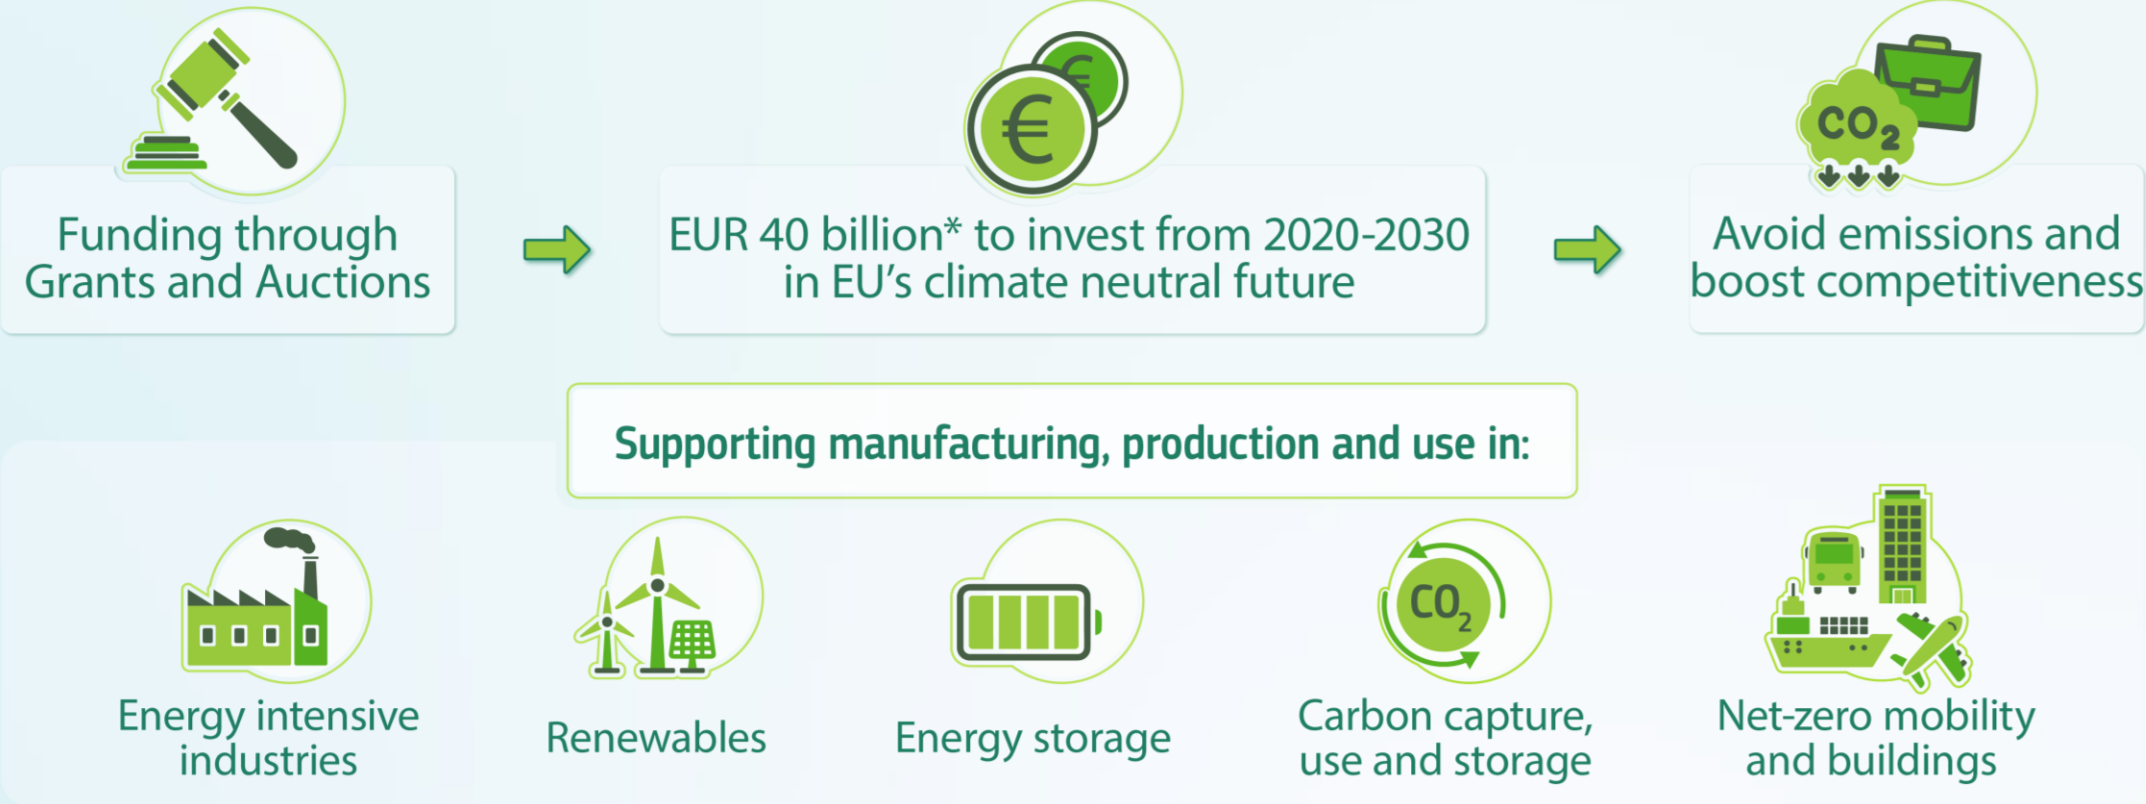 Funding through
Grants and Auctions
EUR 40 billion* to invest from 2020-2030
in EU's climate neutral future
CO₂
Avoid emissions and
boost competitiveness
Supporting manufacturing, production and use in:
Energy intensive
industries
Renewables
Energy storage
CO₂
Carbon capture,
use and storage
Net-zero mobility
and buildings